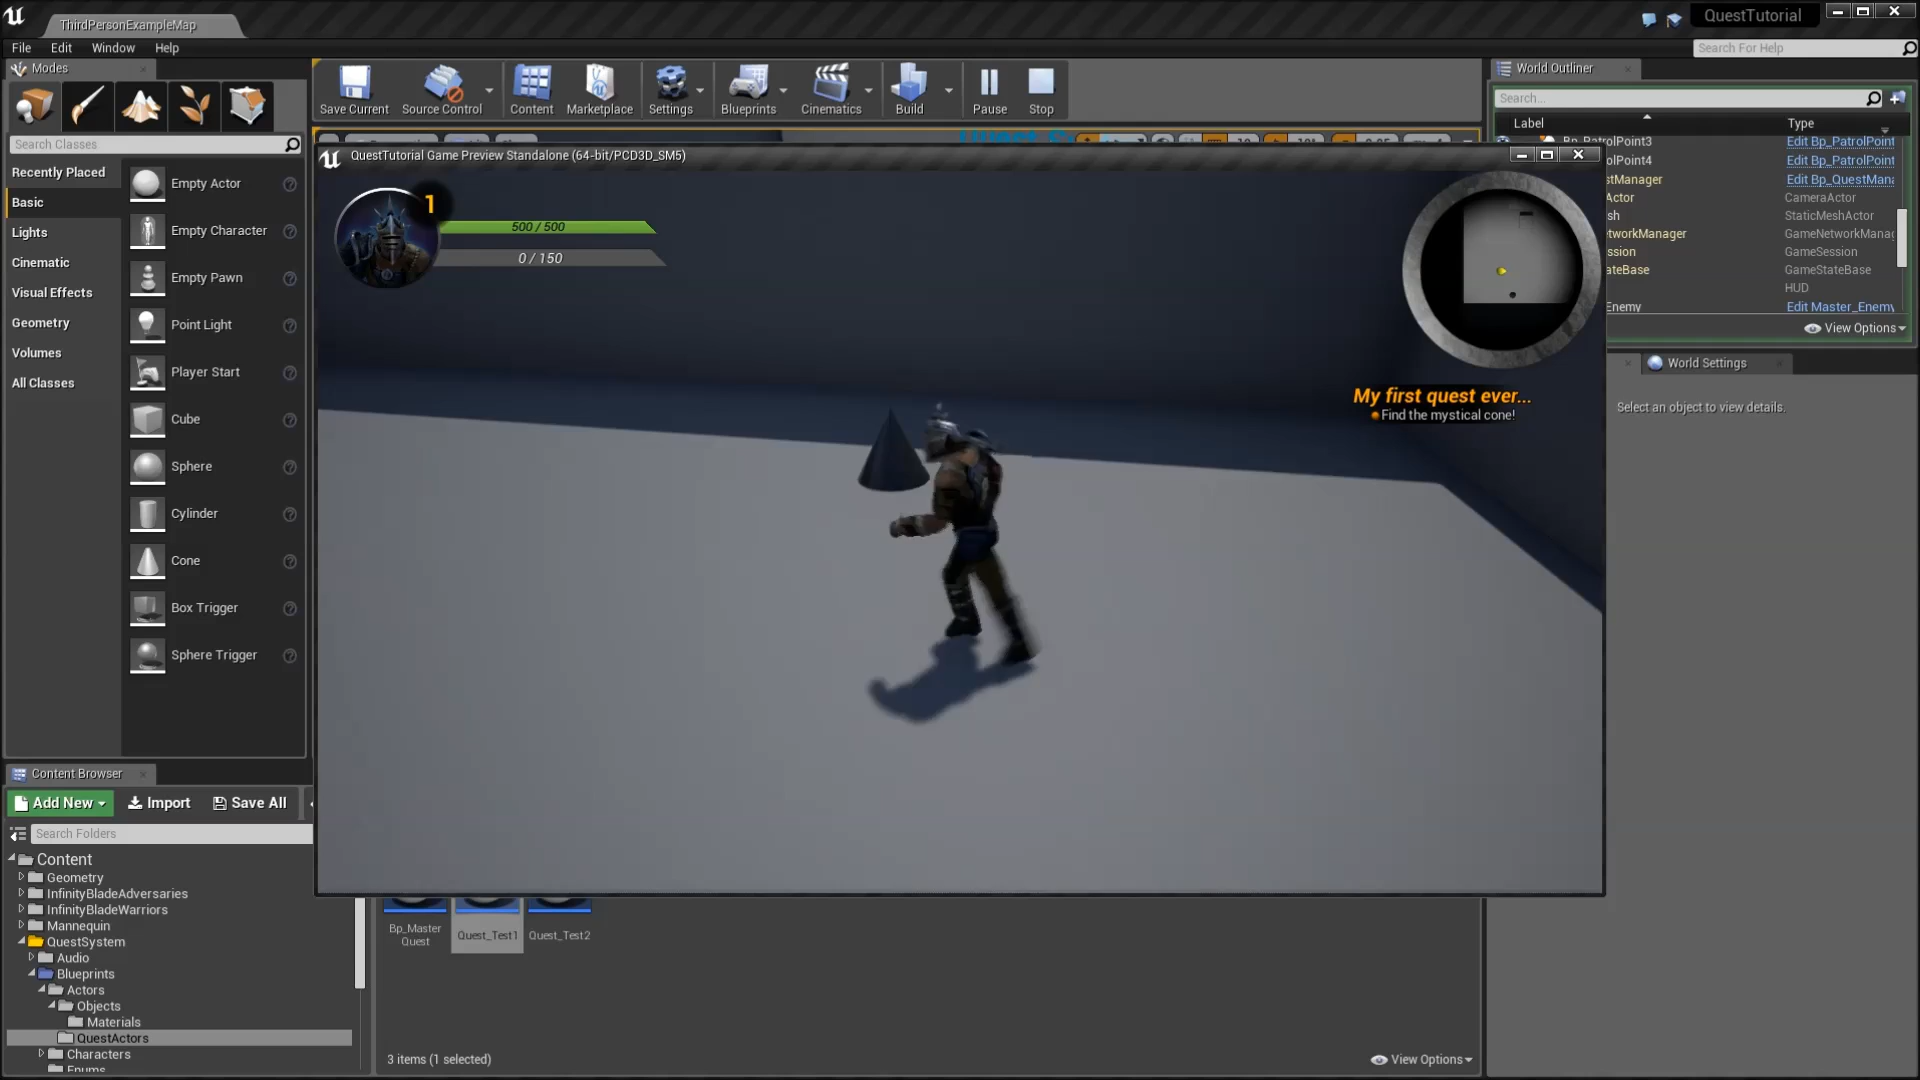 ThirdPersonExampleMap
QuestTutorial
File Edit Window Help
Search For Help
Modes
Save Current
Source Control
Content
Marketplace
Settings
Blueprints
Cinematics
Build
Pause
Stop
World Outliner
Search...
Label Type
Search Classes
Bp_PatrolPoint3 Edit Bp_PatrolPoint
rolPoint4 Edit Bp_PatrolPoint
stManager Edit Bp_QuestMana
Actor CameraActor
sh StaticMeshActor
etworkManager GameNetworkManag
ssion GameSession
ateBase GameStateBase
HUD
Enemy Edit Master_Enemy
View Options
World Settings
Select an object to view details.
Recently Placed
Basic
Lights
Cinematic
Visual Effects
Geometry
Volumes
All Classes
Empty Actor
Empty Character
Empty Pawn
Point Light
Player Start
Cube
Sphere
Cylinder
Cone
Box Trigger
Sphere Trigger
QuestTutorial Game Preview Standalone (64-bit/PCD3D_SM5)
1
500 / 500
0 / 150
My first quest ever...
Find the mystical cone!
Content Browser
Add New Import Save All
Search Folders
Content
Geometry
InfinityBladeAdversaries
InfinityBladeWarriors
Mannequin
QuestSystem
Audio
Blueprints
Actors
Objects
Materials
QuestActors
Characters
Enums
Bp_Master
Quest
Quest_Test1
Quest_Test2
3 items (1 selected)
View Options